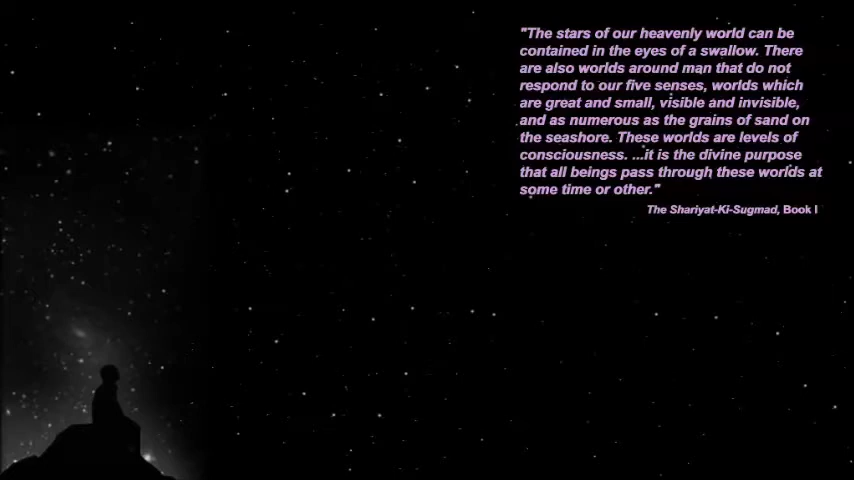 "The stars of our heavenly world can be
contained in the eyes of a swallow. There
are also worlds around man that do not
respond to our five senses, worlds which
are great and small, visible and invisible,
and as numerous as the grains of sand on
the seashore. These worlds are levels of
consciousness. ...it is the divine purpose
that all beings pass through these worlds at
some time or other."
The Shariyat-Ki-Sugmad, Book I